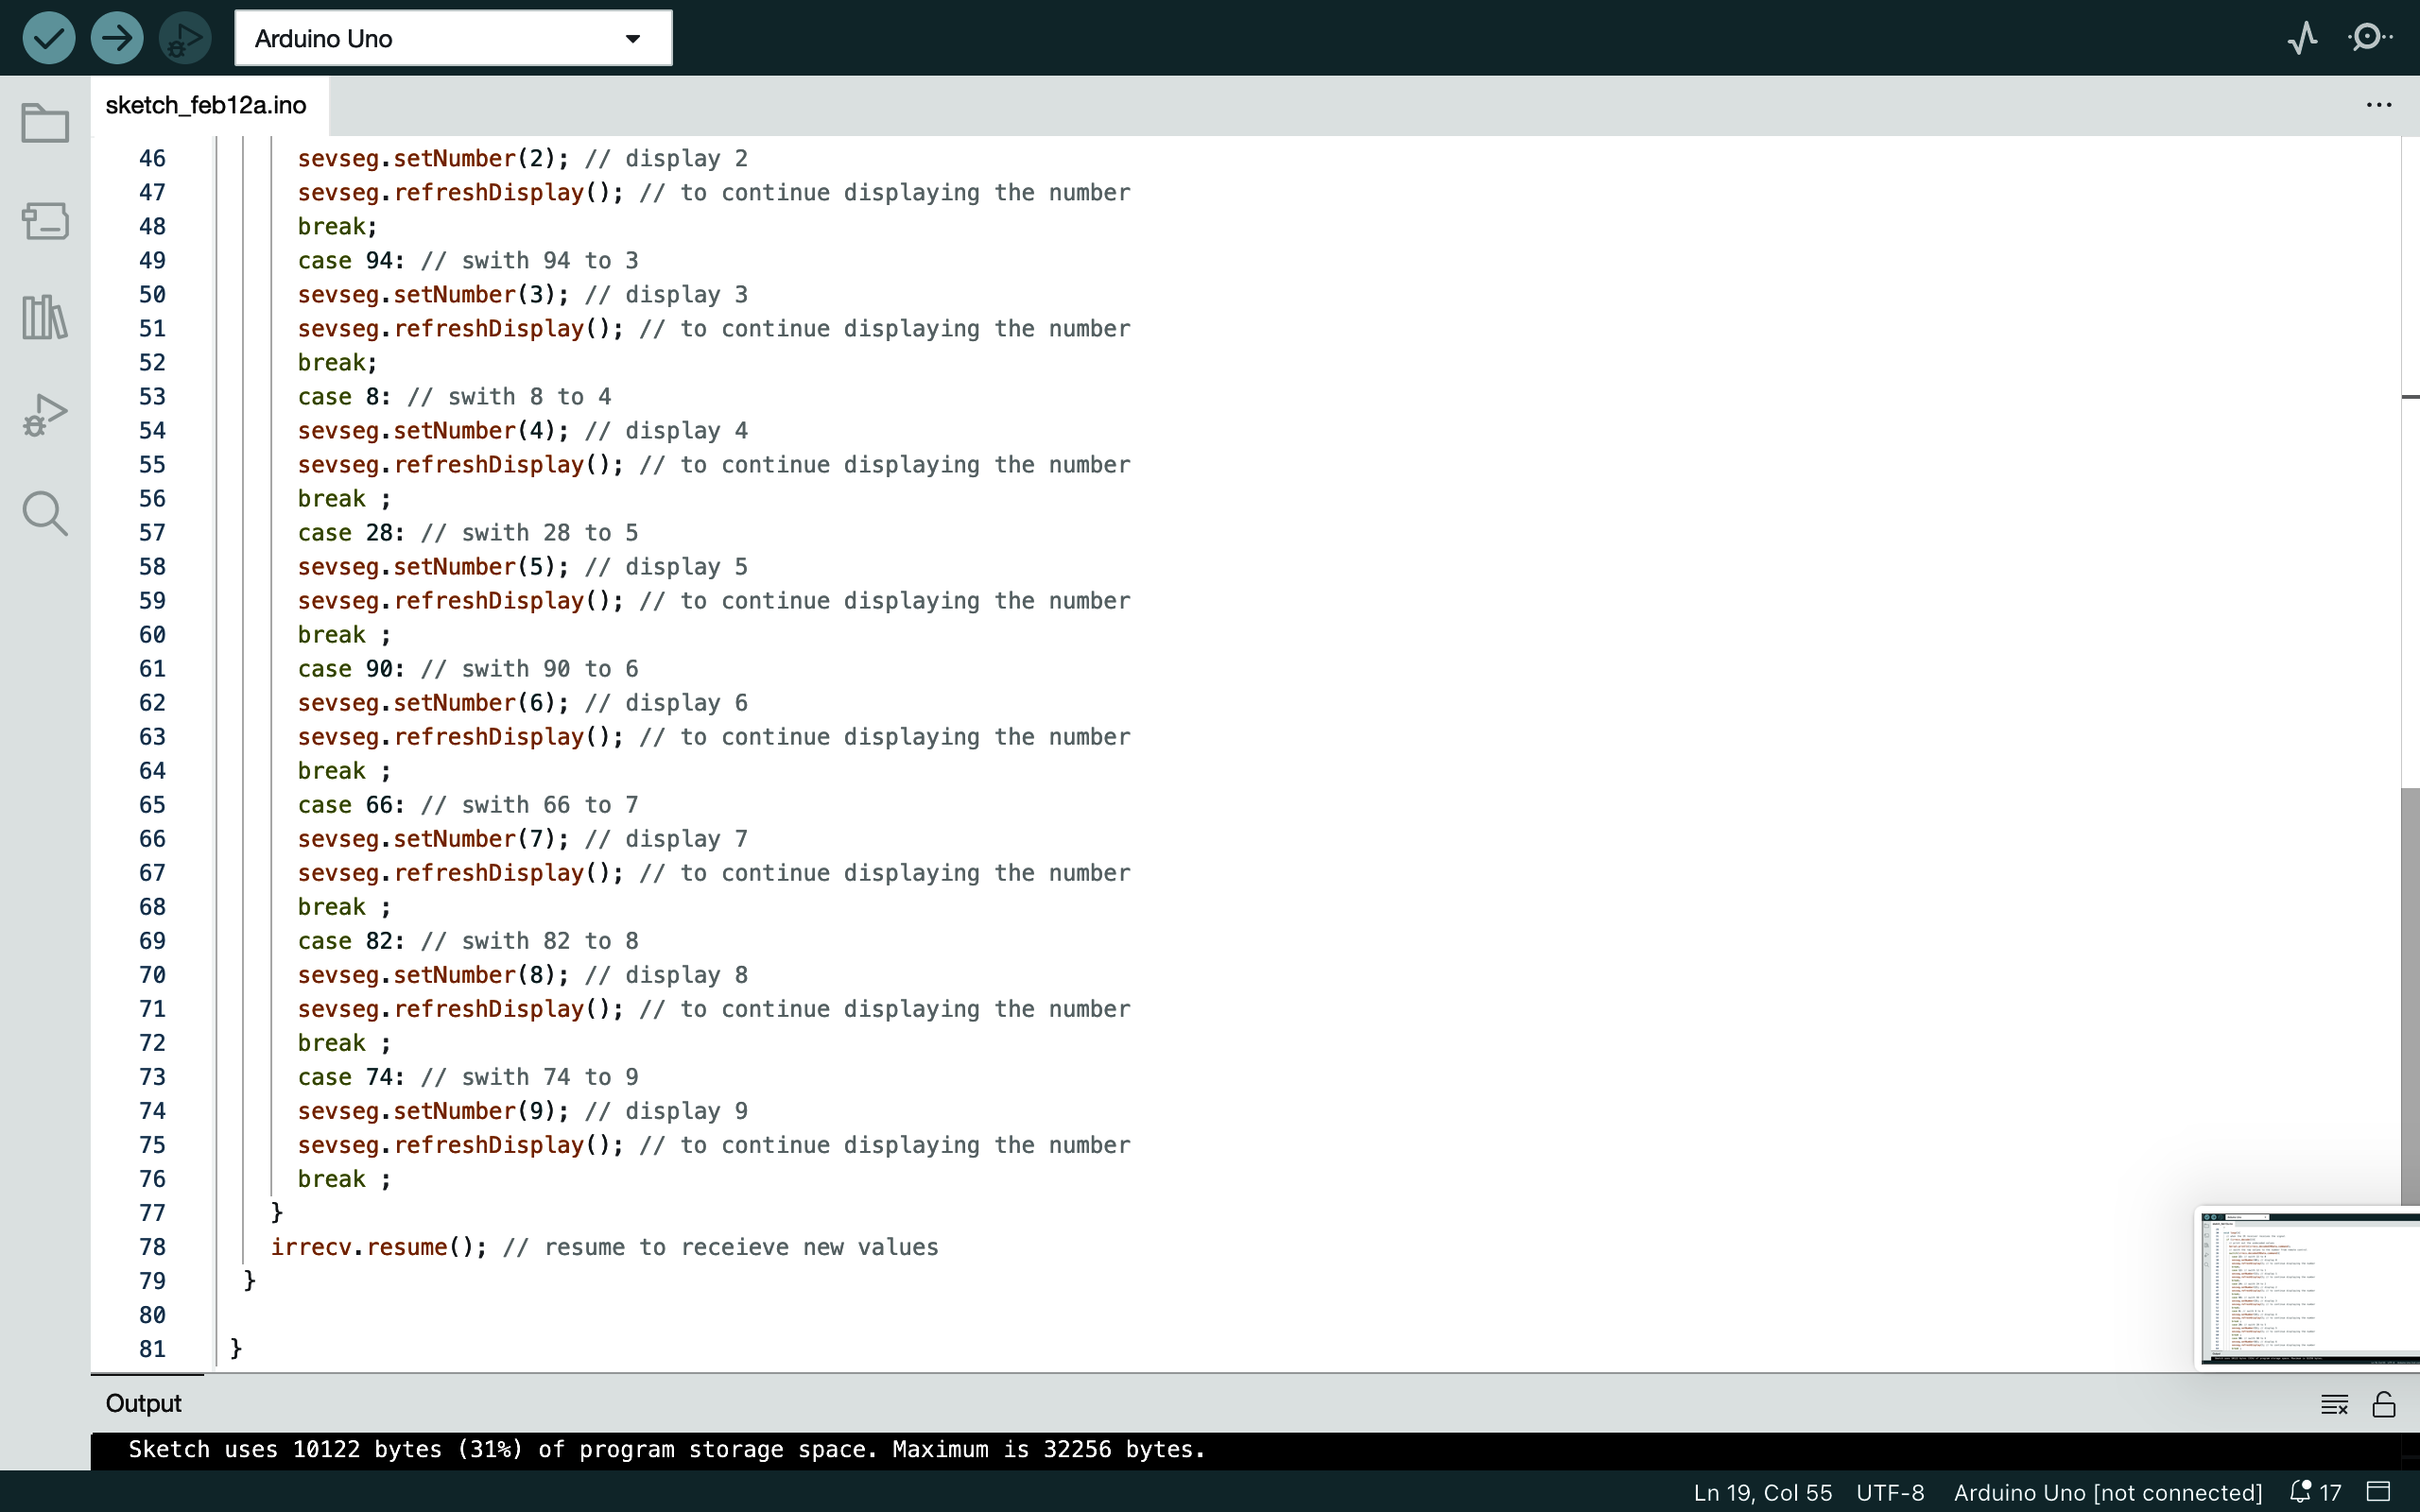 Arduino Uno
sketch_feb12a.ino
46 sevseg.setNumber(2); // display 2
47 sevseg.refreshDisplay(); // to continue displaying the number
48 break;
49 case 94: // swith 94 to 3
50 sevseg.setNumber(3); // display 3
51 sevseg.refreshDisplay(); // to continue displaying the number
52 break;
53 case 8: // swith 8 to 4
54 sevseg.setNumber(4); // display 4
55 sevseg.refreshDisplay(); // to continue displaying the number
56 break ;
57 case 28: // swith 28 to 5
58 sevseg.setNumber(5); // display 5
59 sevseg.refreshDisplay(); // to continue displaying the number
60 break ;
61 case 90: // swith 90 to 6
62 sevseg.setNumber(6); // display 6
63 sevseg.refreshDisplay(); // to continue displaying the number
64 break ;
65 case 66: // swith 66 to 7
66 sevseg.setNumber(7); // display 7
67 sevseg.refreshDisplay(); // to continue displaying the number
68 break ;
69 case 82: // swith 82 to 8
70 sevseg.setNumber(8); // display 8
71 sevseg.refreshDisplay(); // to continue displaying the number
72 break ;
73 case 74: // swith 74 to 9
74 sevseg.setNumber(9); // display 9
75 sevseg.refreshDisplay(); // to continue displaying the number
76 break ;
77 }
78 irrecv.resume(); // resume to receieve new values
79 }
80
81 }
Output
Sketch uses 10122 bytes (31%) of program storage space. Maximum is 32256 bytes.
Ln 19, Col 55 UTF-8 Arduino Uno [not connected] 17